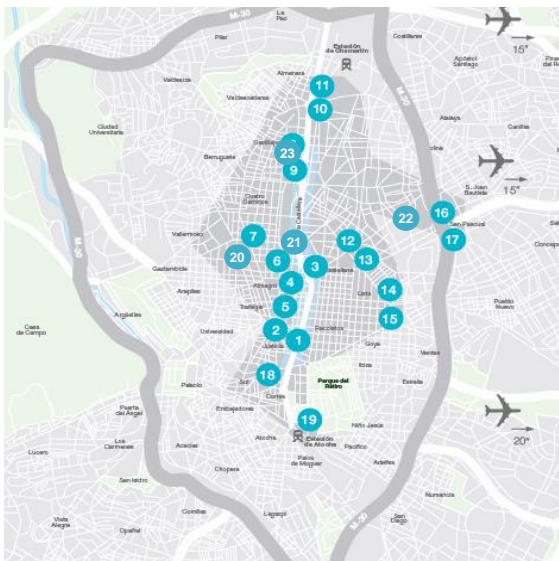 La
Paz
M-30
Pilar
Costillares
Estación
de Chamartín
15"
Almenara
Apóstol
Santiago
Valdezarza
11
Valdeacederas
10
M-30
Atalaya
Canillas
Ciudad
Universitaria
Castillejos
23
Berruguete
9
15"
S. Juan
Bautista
Cuatro
Caminos
22
16
San Pascual
Vallermoso
7
21
12
17
M-30
20
6
3
13
Castellana
Gaztambide
Almagro
4
Lista
14
Arapiles
Trafalgar
5
15
Pueblo
Nuevo
Argüelles
Casa
de Campo
Universidad
2
Recoletos
Justicia
1
Goya
Ventas
Ibiza
18
Sol
Parque del
Retiro
Estrella
Palacio
Cortes
Puerta
del Ángel
Embajadores
19
Niño Jesús
Atocha
Estación
de Atocha
20"
Los
Carmenes
Acacias
Pacífico
Lucero
Palos
de Moguer
Adelfas
Chopera
San Isidro
Numancia
Comillas
Legazpi
M-30
San
Diego
Vista
Alegre
Opañel